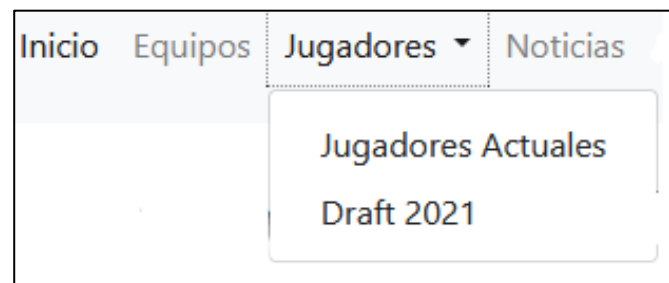 Inicio Equipos Jugadores Noticias
Jugadores Actuales
Draft 2021